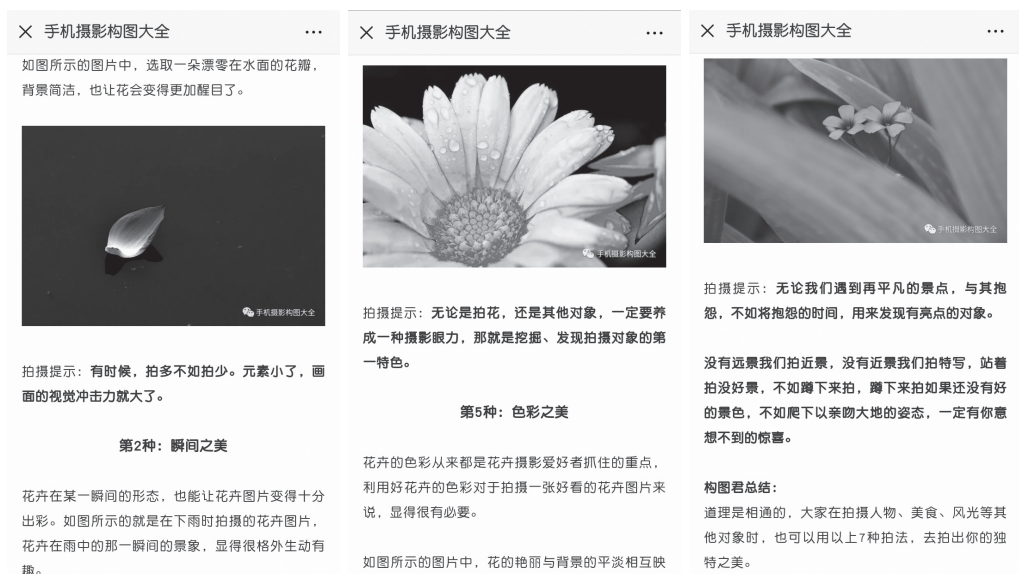 手机摄影构图大全
如图所示的图片中，选取一朵漂零在水面的花瓣，
背景简洁，也让花会变得更加醒目了。
手机摄影构图大全
拍摄提示：有时候，拍多不如拍少。元素小了，画
面的视觉冲击力就大了。
第2种：瞬间之美
花卉在某一瞬间的形态，也能让花卉图片变得十分
出彩。如图所示的就是在下雨时拍摄的花卉图片，
花卉在雨中的那一瞬间的景象，显得很格外生动有
趣。
手机摄影构图大全
手机摄影构图大全
拍摄提示：无论是拍花，还是其他对象，一定要养
成一种摄影眼力，那就是挖掘、发现拍摄对象的第
一特色。
第5种：色彩之美
花卉的色彩从来都是花卉摄影爱好者抓住的重点，
利用好花卉的色彩对于拍摄一张好看的花卉图片来
说，显得很有必要。
如图所示的图片中，花的艳丽与背景的平淡相互映
手机摄影构图大全
手机摄影构图大全
拍摄提示：无论我们遇到再平凡的景点，与其抱
怨，不如将抱怨的时间，用来发现有亮点的对象。
没有远景我们拍近景，没有近景我们拍特写，站着
拍没好景，不如蹲下来拍，蹲下来拍如果还没有好
的景色，不如爬下以亲吻大地的姿态，一定有你意
想不到的惊喜。
构图君总结：
道理是相通的，大家在拍摄人物、美食、风光等其
他对象时，也可以用以上7种拍法，去拍出你的独
特之美。